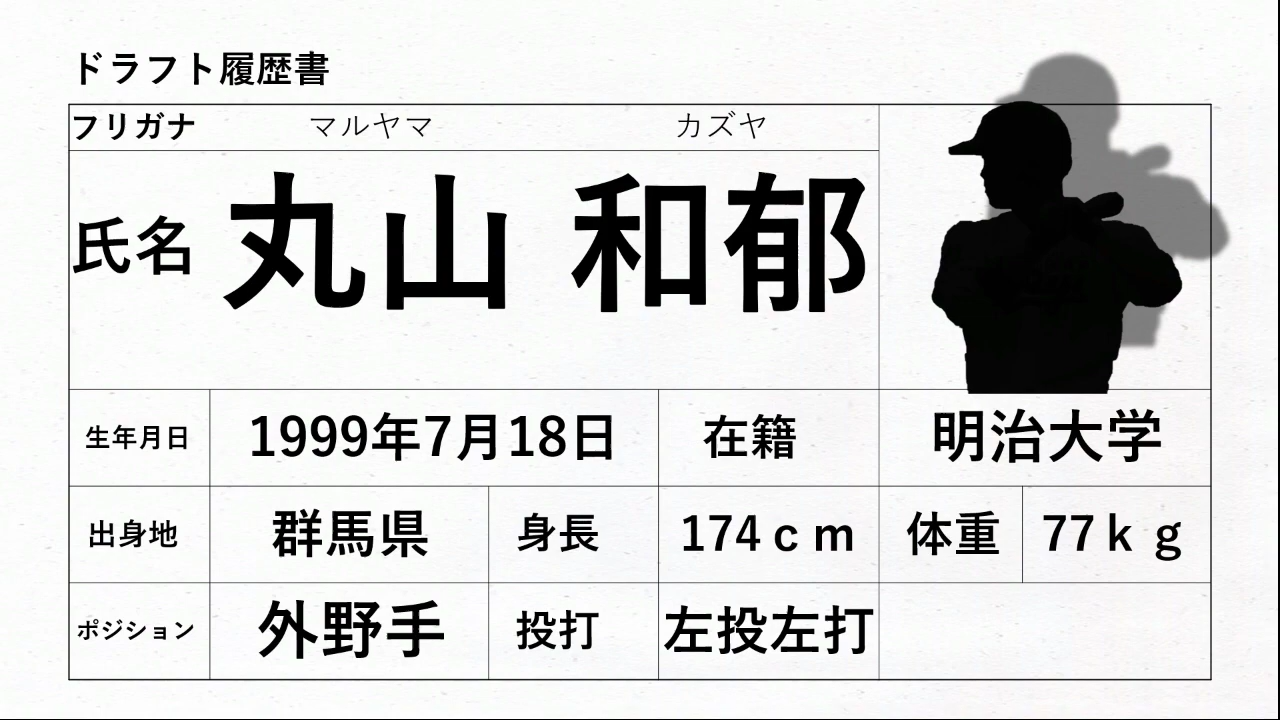 ドラフト履歴書
フリガナ マルヤマ カズヤ
氏名 丸山 和郁
生年月日 1999年7月18日 在籍 明治大学
出身地 群馬県 身長 174ｃｍ 体重 77ｋｇ
ポジション 外野手 投打 左投左打